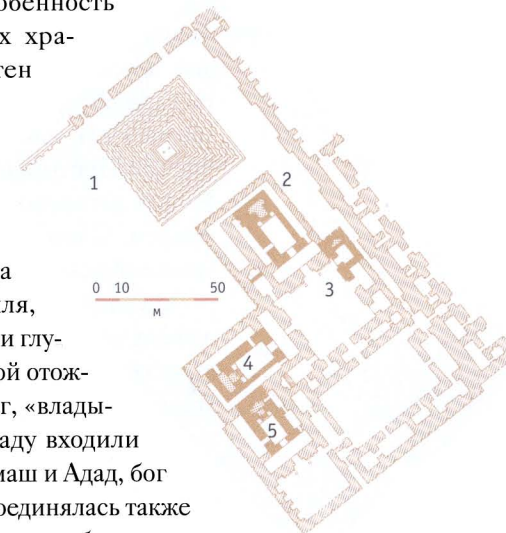 обенность
х хра-
тен
1
2
3
0 10 50
м
4
5
а
ля,
и глу-
ой отож-
г, «влады-
аду входили
маш и Адад, бог
оединялась также